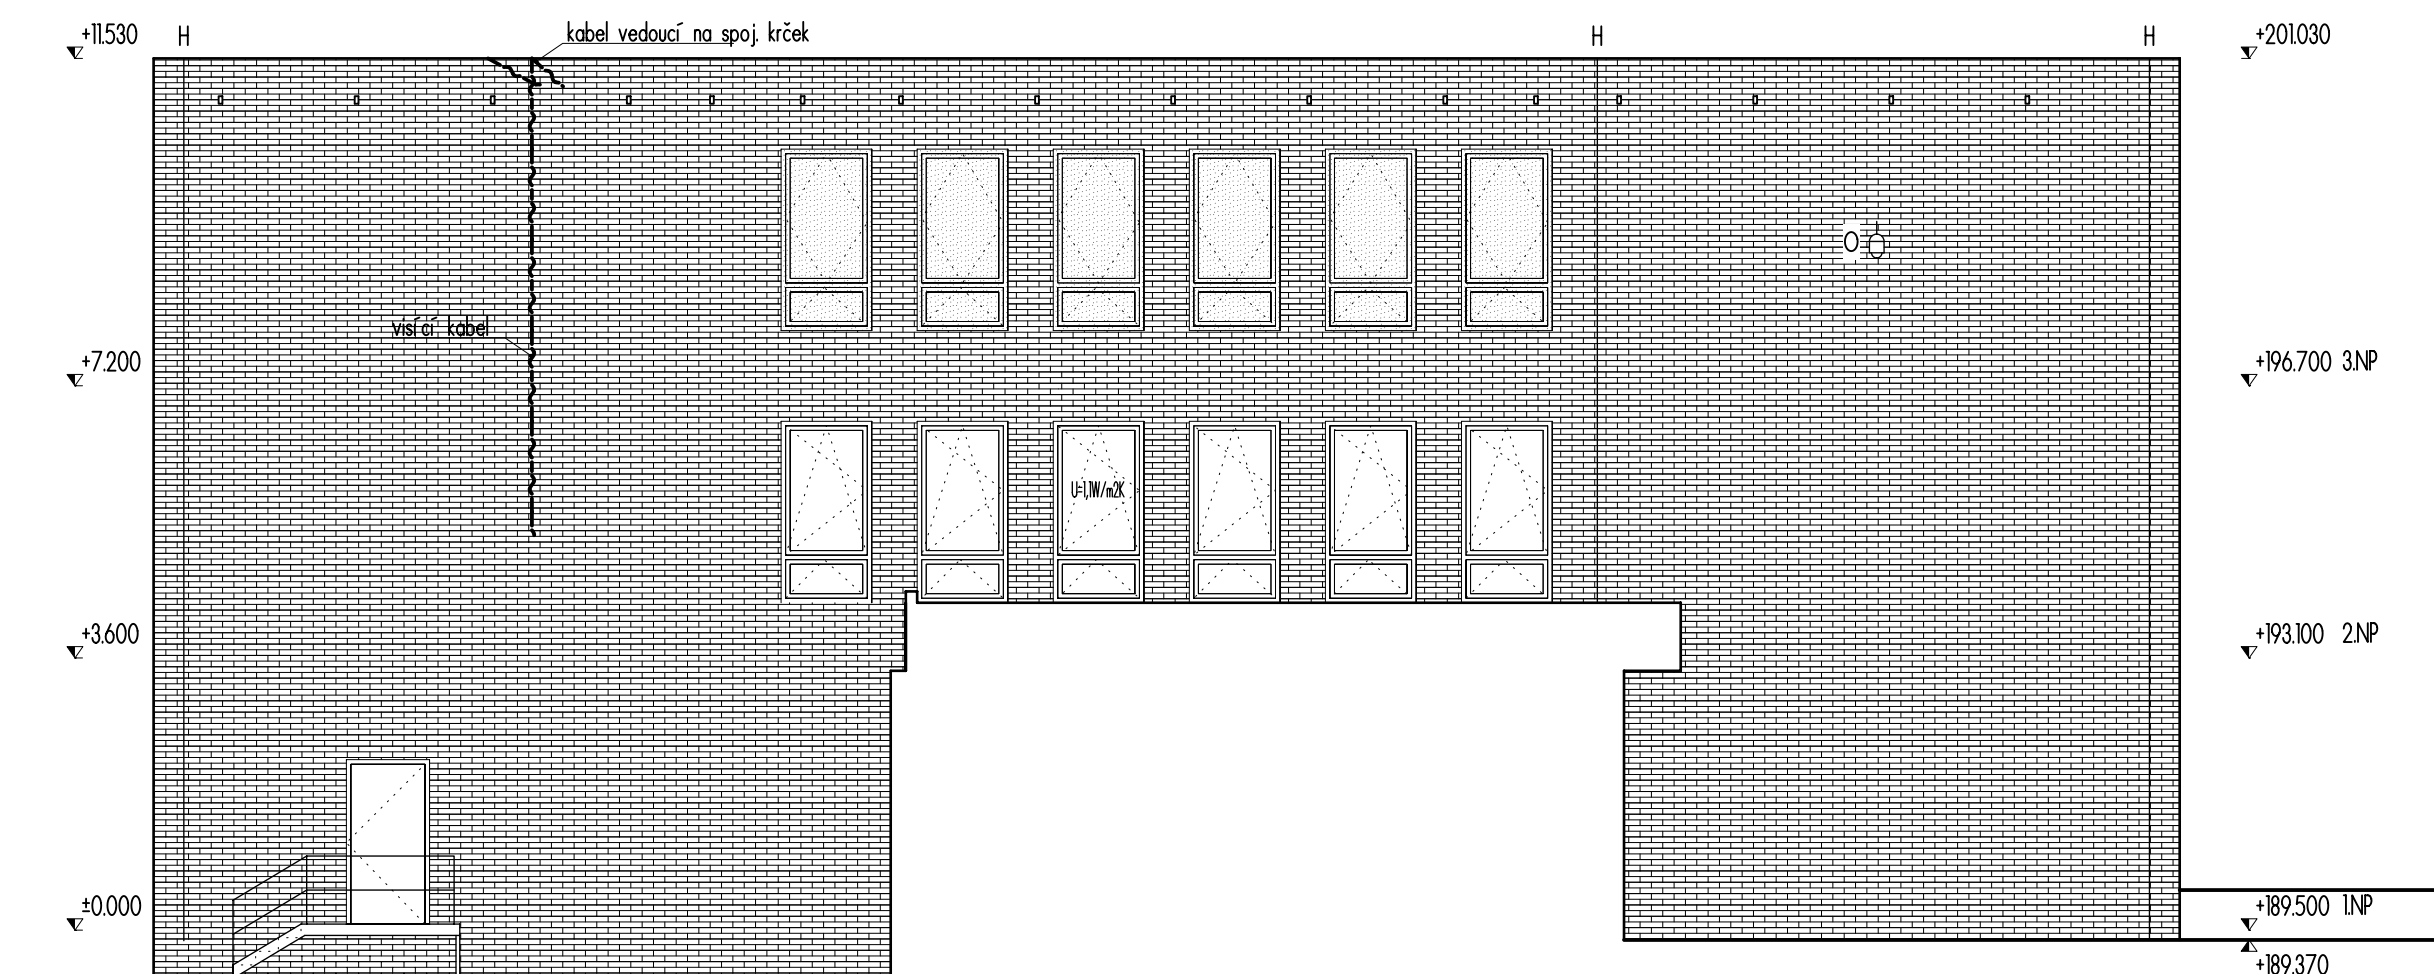 +11.530
H
kabel vedoucí na spoj. krček
H
H
+201.030
O
visící kabel
+7.200
+196.700 3.NP
U=1,1W/m2K
+3.600
+193.100 2.NP
±0.000
+189.500 1.NP
+189.370